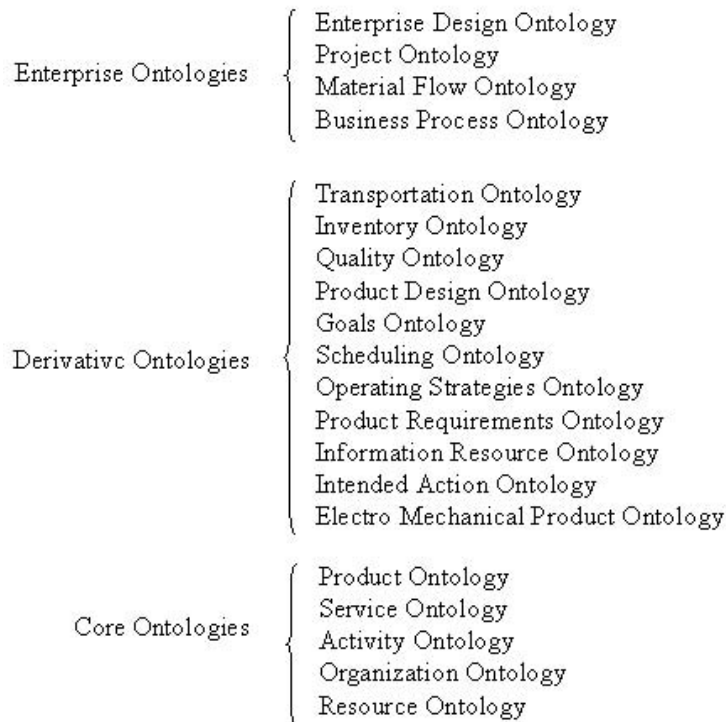 Enterprise Ontologies
Enterprise Design Ontology
Project Ontology
Material Flow Ontology
Business Process Ontology
Derivativc Ontologies
Transportation Ontology
Inventory Ontology
Quality Ontology
Product Design Ontology
Goals Ontology
Scheduling Ontology
Operating Strategies Ontology
Product Requirements Ontology
Information Resource Ontology
Intended Action Ontology
Electro Mechanical Product Ontology
Core Ontologies
Product Ontology
Service Ontology
Activity Ontology
Organization Ontology
Resource Ontology